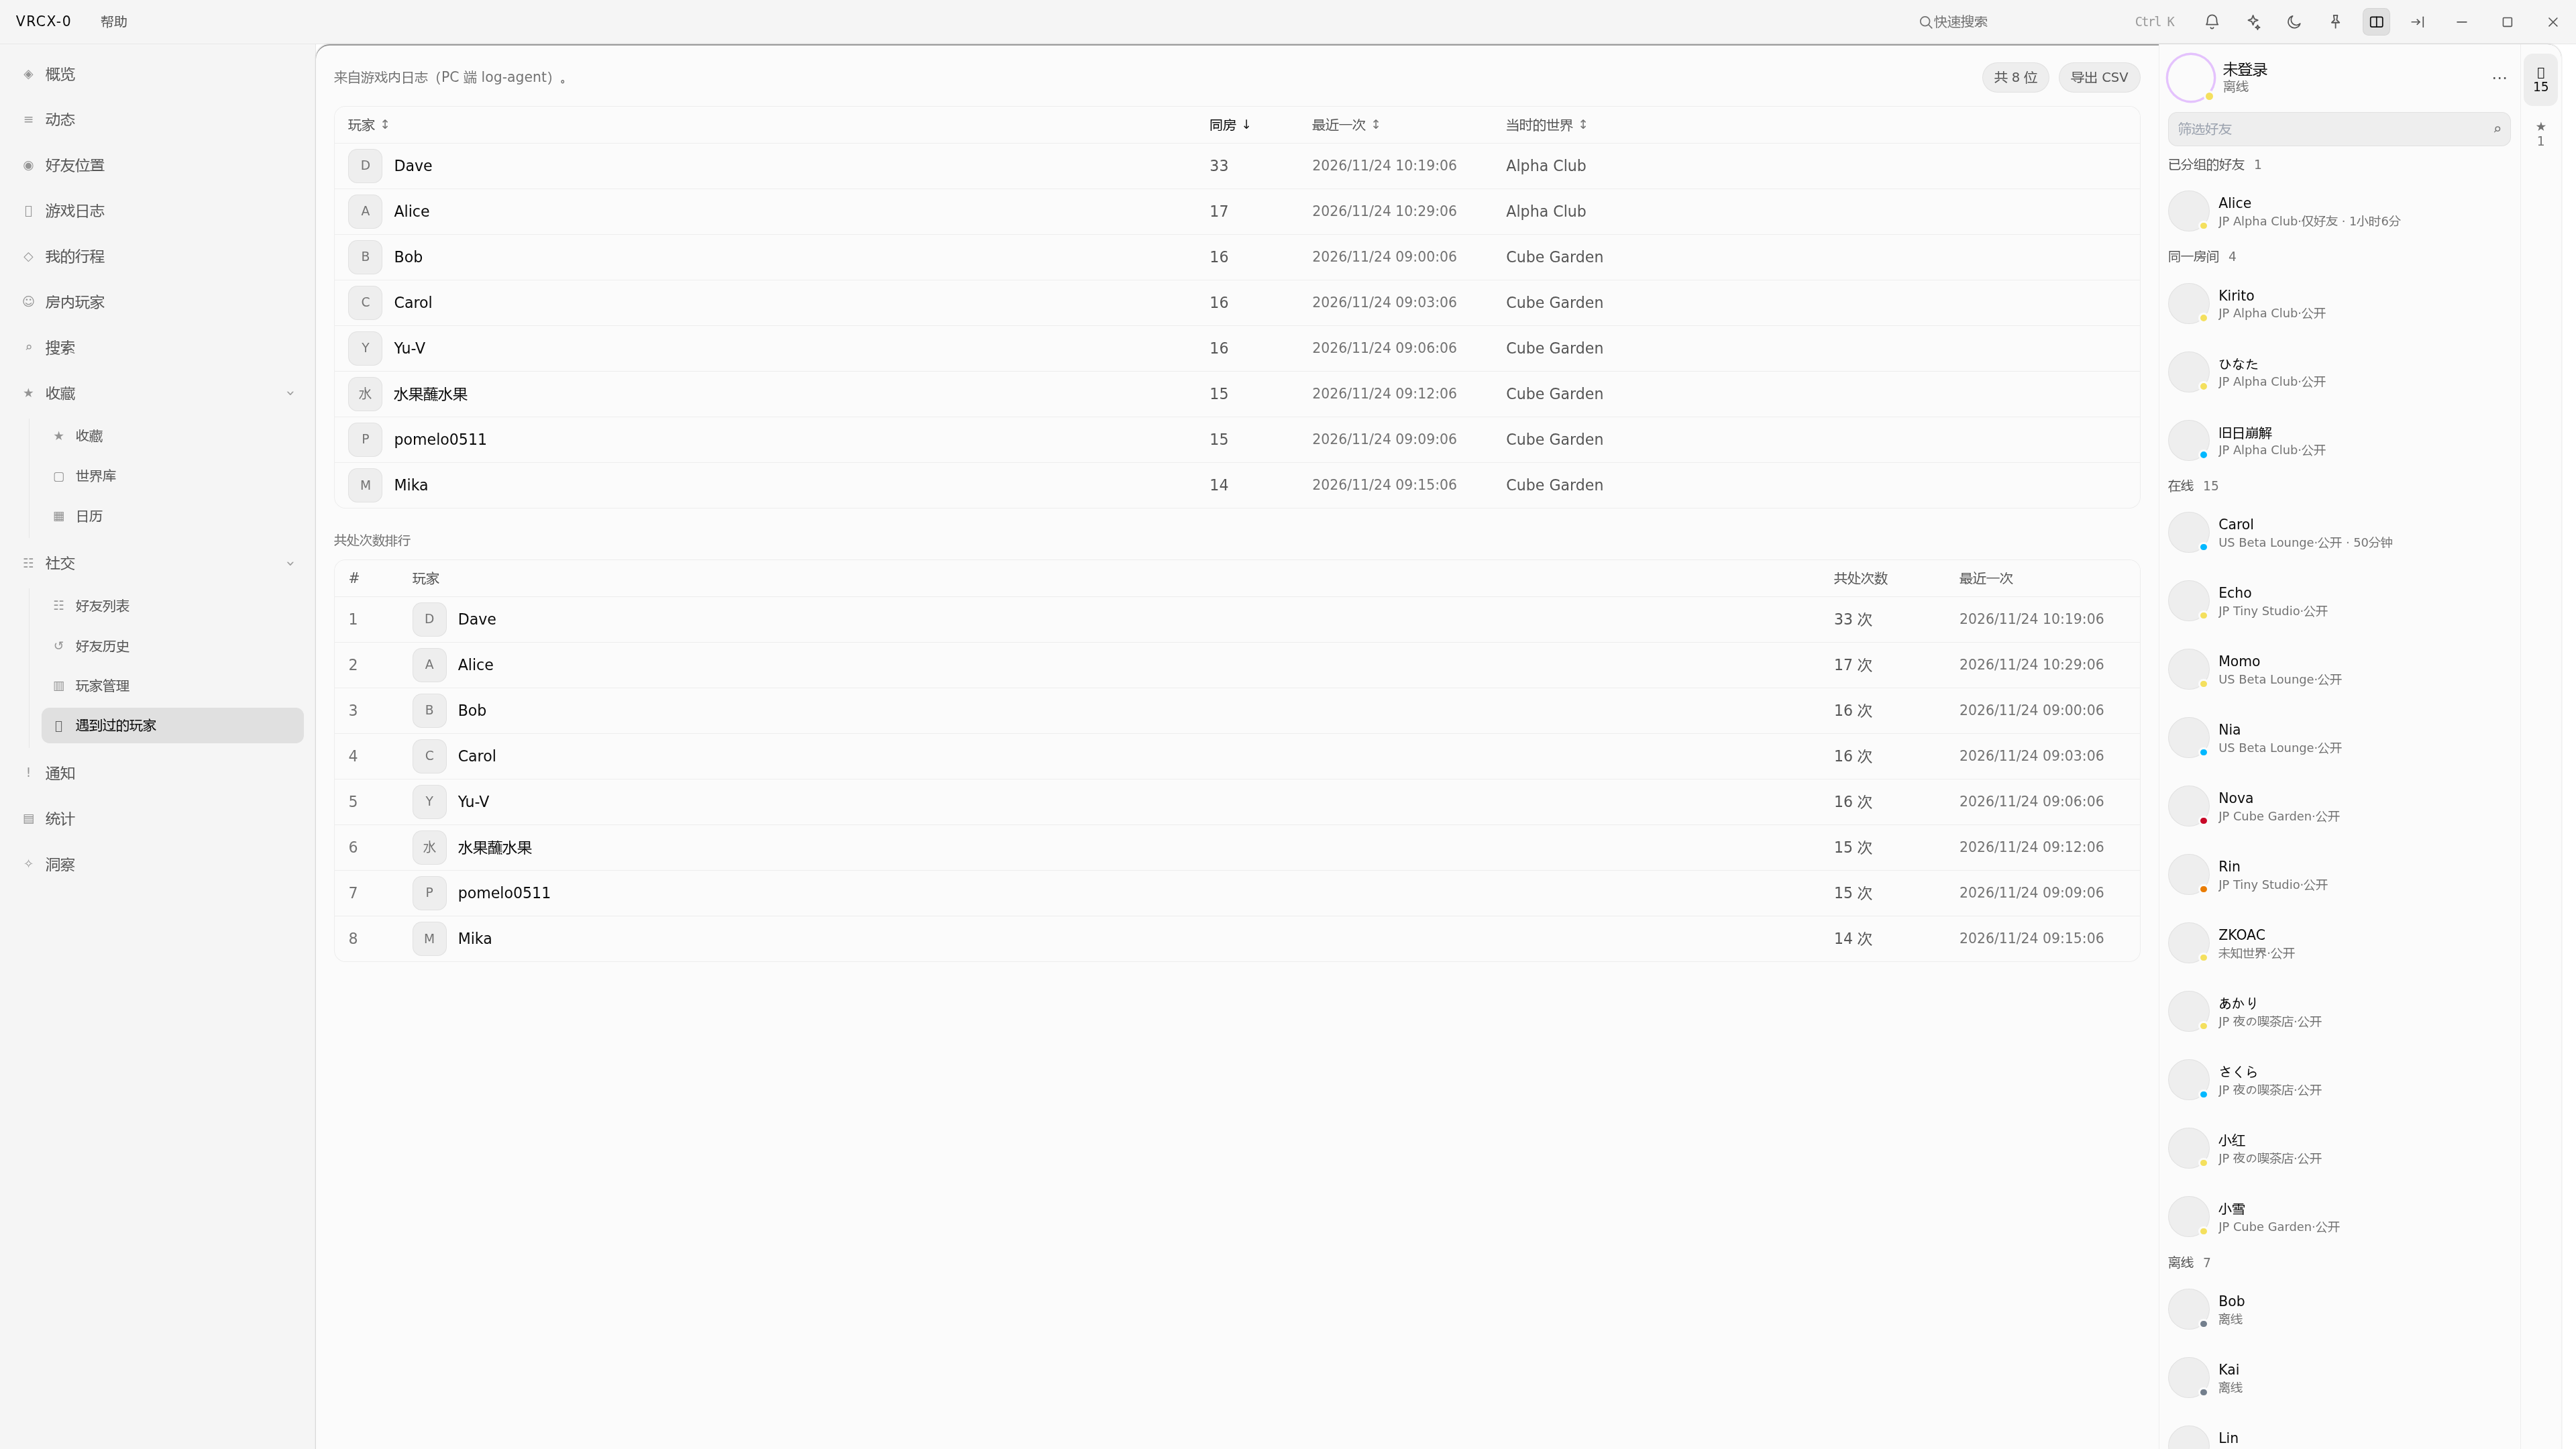 VRCX-0
帮助
快速搜索
Ctrl K
概览
动态
好友位置
游戏日志
我的行程
房内玩家
搜索
收藏
收藏
世界库
日历
社交
好友列表
好友历史
玩家管理
遇到过的玩家
通知
统计
洞察
来自游戏内日志（PC 端 log-agent）。
共 8 位
导出 CSV
玩家 同房 最近一次 当时的世界
D Dave 33 2026/11/24 10:19:06 Alpha Club
A Alice 17 2026/11/24 10:29:06 Alpha Club
B Bob 16 2026/11/24 09:00:06 Cube Garden
C Carol 16 2026/11/24 09:03:06 Cube Garden
Y Yu-V 16 2026/11/24 09:06:06 Cube Garden
水 水果蘸水果 15 2026/11/24 09:12:06 Cube Garden
P pomelo0511 15 2026/11/24 09:09:06 Cube Garden
M Mika 14 2026/11/24 09:15:06 Cube Garden
共处次数排行
# 玩家 共处次数 最近一次
1 D Dave 33 次 2026/11/24 10:19:06
2 A Alice 17 次 2026/11/24 10:29:06
3 B Bob 16 次 2026/11/24 09:00:06
4 C Carol 16 次 2026/11/24 09:03:06
5 Y Yu-V 16 次 2026/11/24 09:06:06
6 水 水果蘸水果 15 次 2026/11/24 09:12:06
7 P pomelo0511 15 次 2026/11/24 09:09:06
8 M Mika 14 次 2026/11/24 09:15:06
未登录
离线
筛选好友
已分组的好友 1
Alice
JP Alpha Club·仅好友 · 1小时6分
同一房间 4
Kirito
JP Alpha Club·公开
ひなた
JP Alpha Club·公开
旧日崩解
JP Alpha Club·公开
在线 15
Carol
US Beta Lounge·公开 · 50分钟
Echo
JP Tiny Studio·公开
Momo
US Beta Lounge·公开
Nia
US Beta Lounge·公开
Nova
JP Cube Garden·公开
Rin
JP Tiny Studio·公开
ZKOAC
未知世界·公开
あかり
JP 夜の喫茶店·公开
さくら
JP 夜の喫茶店·公开
小红
JP 夜の喫茶店·公开
小雪
JP Cube Garden·公开
离线 7
Bob
离线
Kai
离线
Lin
15
1